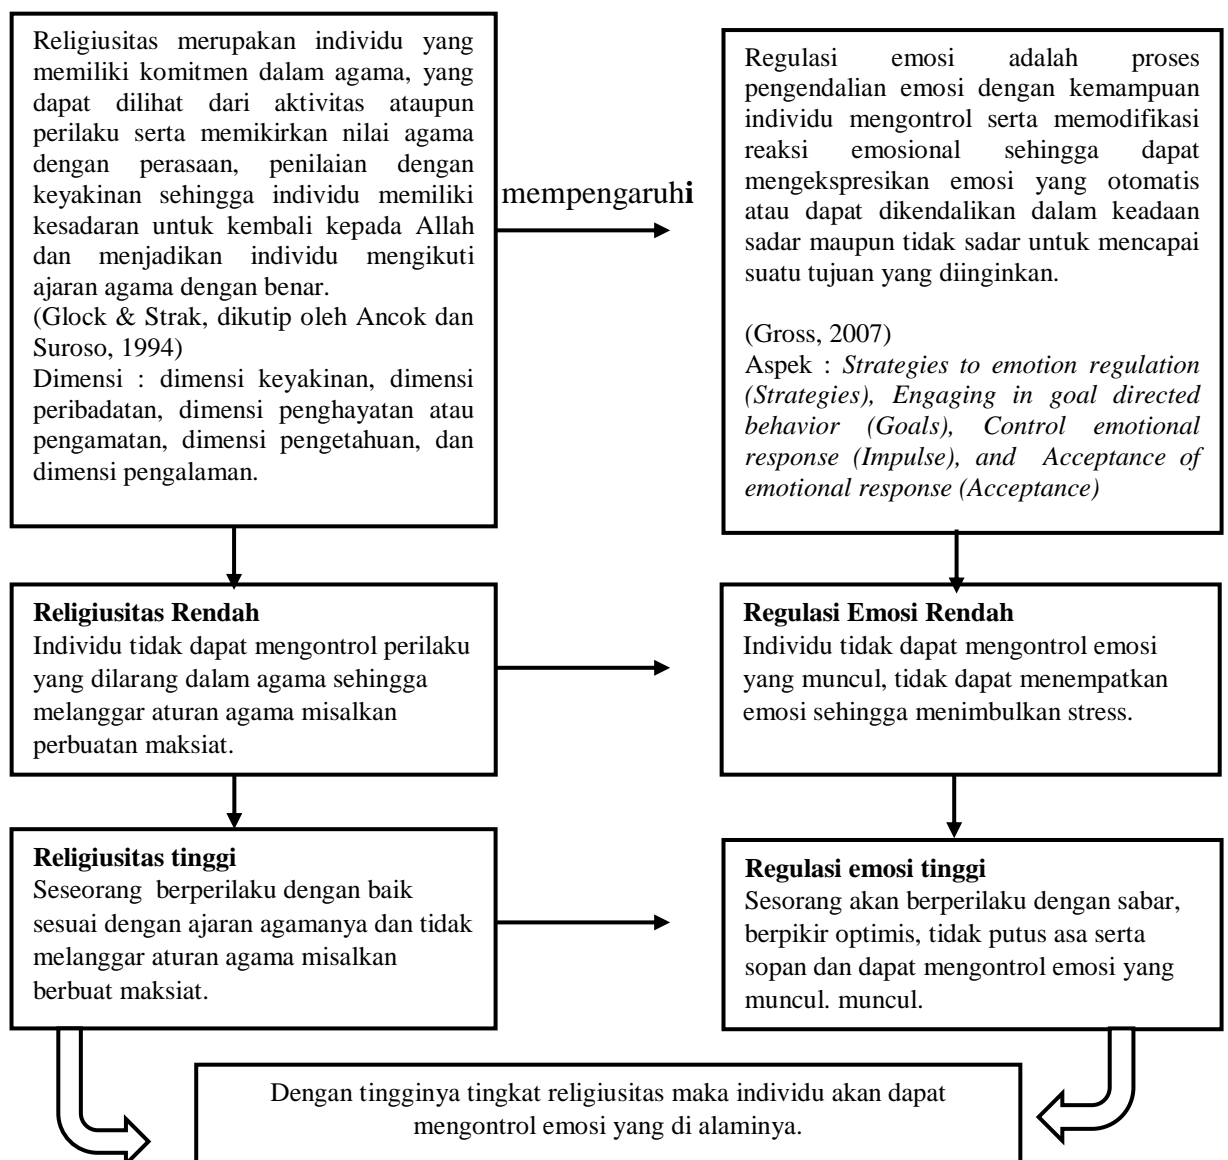 Religiusitas merupakan individu yang
memiliki komitmen dalam agama, yang
dapat dilihat dari aktivitas ataupun
perilaku serta memikirkan nilai agama
dengan perasaan, penilaian dengan
keyakinan sehingga individu memiliki
kesadaran untuk kembali kepada Allah
dan menjadikan individu mengikuti
ajaran agama dengan benar.
(Glock & Strak, dikutip oleh Ancok dan
Suroso, 1994)
Dimensi : dimensi keyakinan, dimensi
peribadatan, dimensi penghayatan atau
pengamatan, dimensi pengetahuan, dan
dimensi pengalaman.
mempengaruhi
Regulasi emosi adalah proses
pengendalian emosi dengan kemampuan
individu mengontrol serta memodifikasi
reaksi emosional sehingga dapat
mengekspresikan emosi yang otomatis
atau dapat dikendalikan dalam keadaan
sadar maupun tidak sadar untuk mencapai
suatu tujuan yang diinginkan.
(Gross, 2007)
Aspek : Strategies to emotion regulation
(Strategies), Engaging in goal directed
behavior (Goals), Control emotional
response (Impulse), and Acceptance of
emotional response (Acceptance)
Religiusitas Rendah
Individu tidak dapat mengontrol perilaku
yang dilarang dalam agama sehingga
melanggar aturan agama misalkan
perbuatan maksiat.
Regulasi Emosi Rendah
Individu tidak dapat mengontrol emosi
yang muncul, tidak dapat menempatkan
emosi sehingga menimbulkan stress.
Religiusitas tinggi
Seseorang berperilaku dengan baik
sesuai dengan ajaran agamanya dan tidak
melanggar aturan agama misalkan
berbuat maksiat.
Regulasi emosi tinggi
Sesorang akan berperilaku dengan sabar,
berpikir optimis, tidak putus asa serta
sopan dan dapat mengontrol emosi yang
muncul. muncul.
Dengan tingginya tingkat religiusitas maka individu akan dapat
mengontrol emosi yang di alaminya.